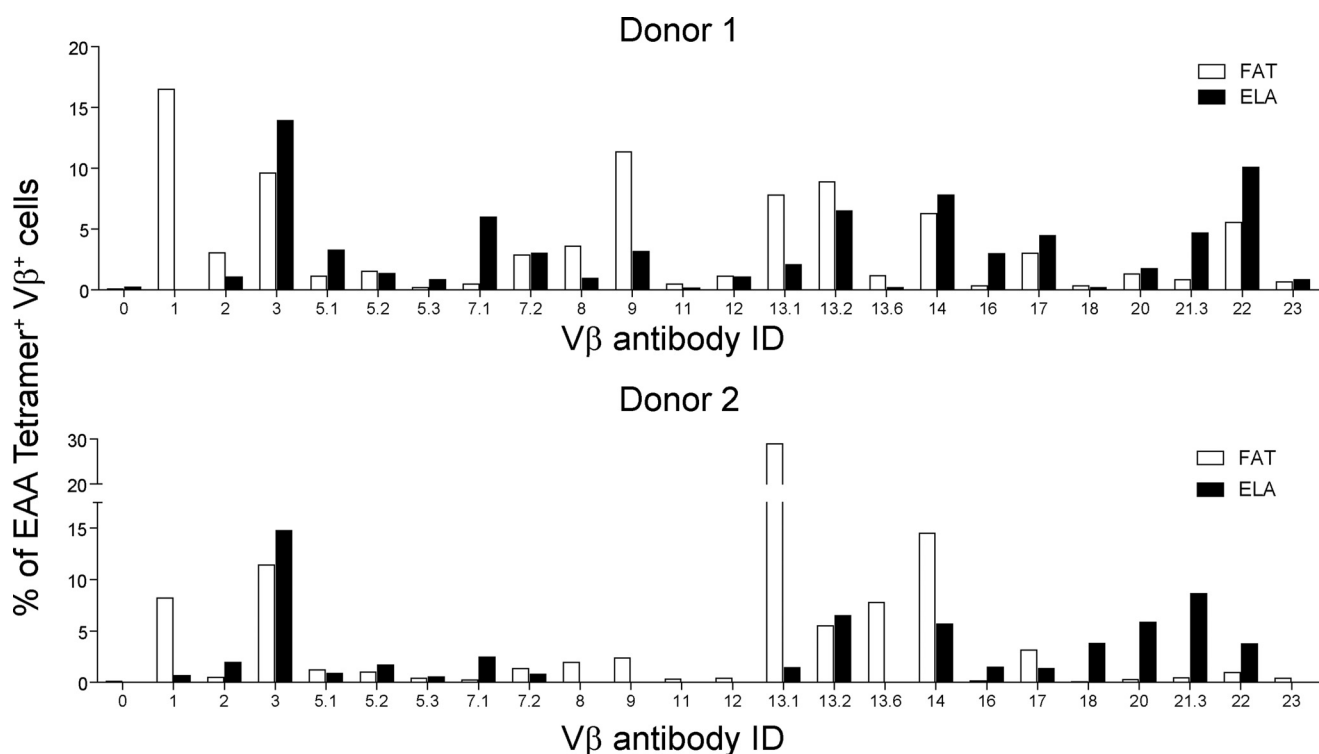 Donor 1
FAT
ELA
20
15
10
5
0
0 1 2 3 5.1 5.2 5.3 7.1 7.2 8 9 11 12 13.1 13.2 13.6 14 16 17 18 20 21.3 22 23
Vβ antibody ID
% of EAA Tetramer⁺ Vβ⁺ cells
Donor 2
FAT
ELA
30
20
15
10
5
0
0 1 2 3 5.1 5.2 5.3 7.1 7.2 8 9 11 12 13.1 13.2 13.6 14 16 17 18 20 21.3 22 23
Vβ antibody ID